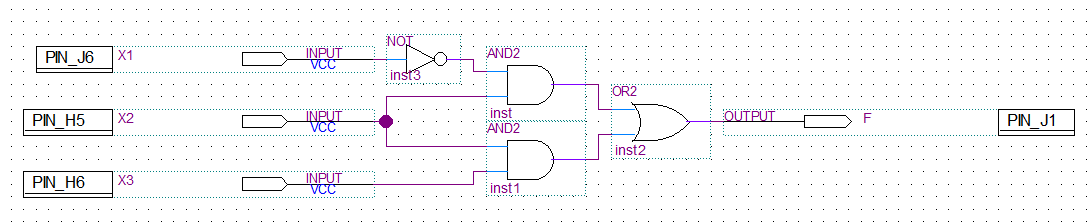 PIN_J6 X1 INPUT VCC
NOT
inst3
AND2
inst
PIN_H5 X2 INPUT VCC
AND2
inst1
OR2
inst2
OUTPUT F PIN_J1
PIN_H6 X3 INPUT VCC